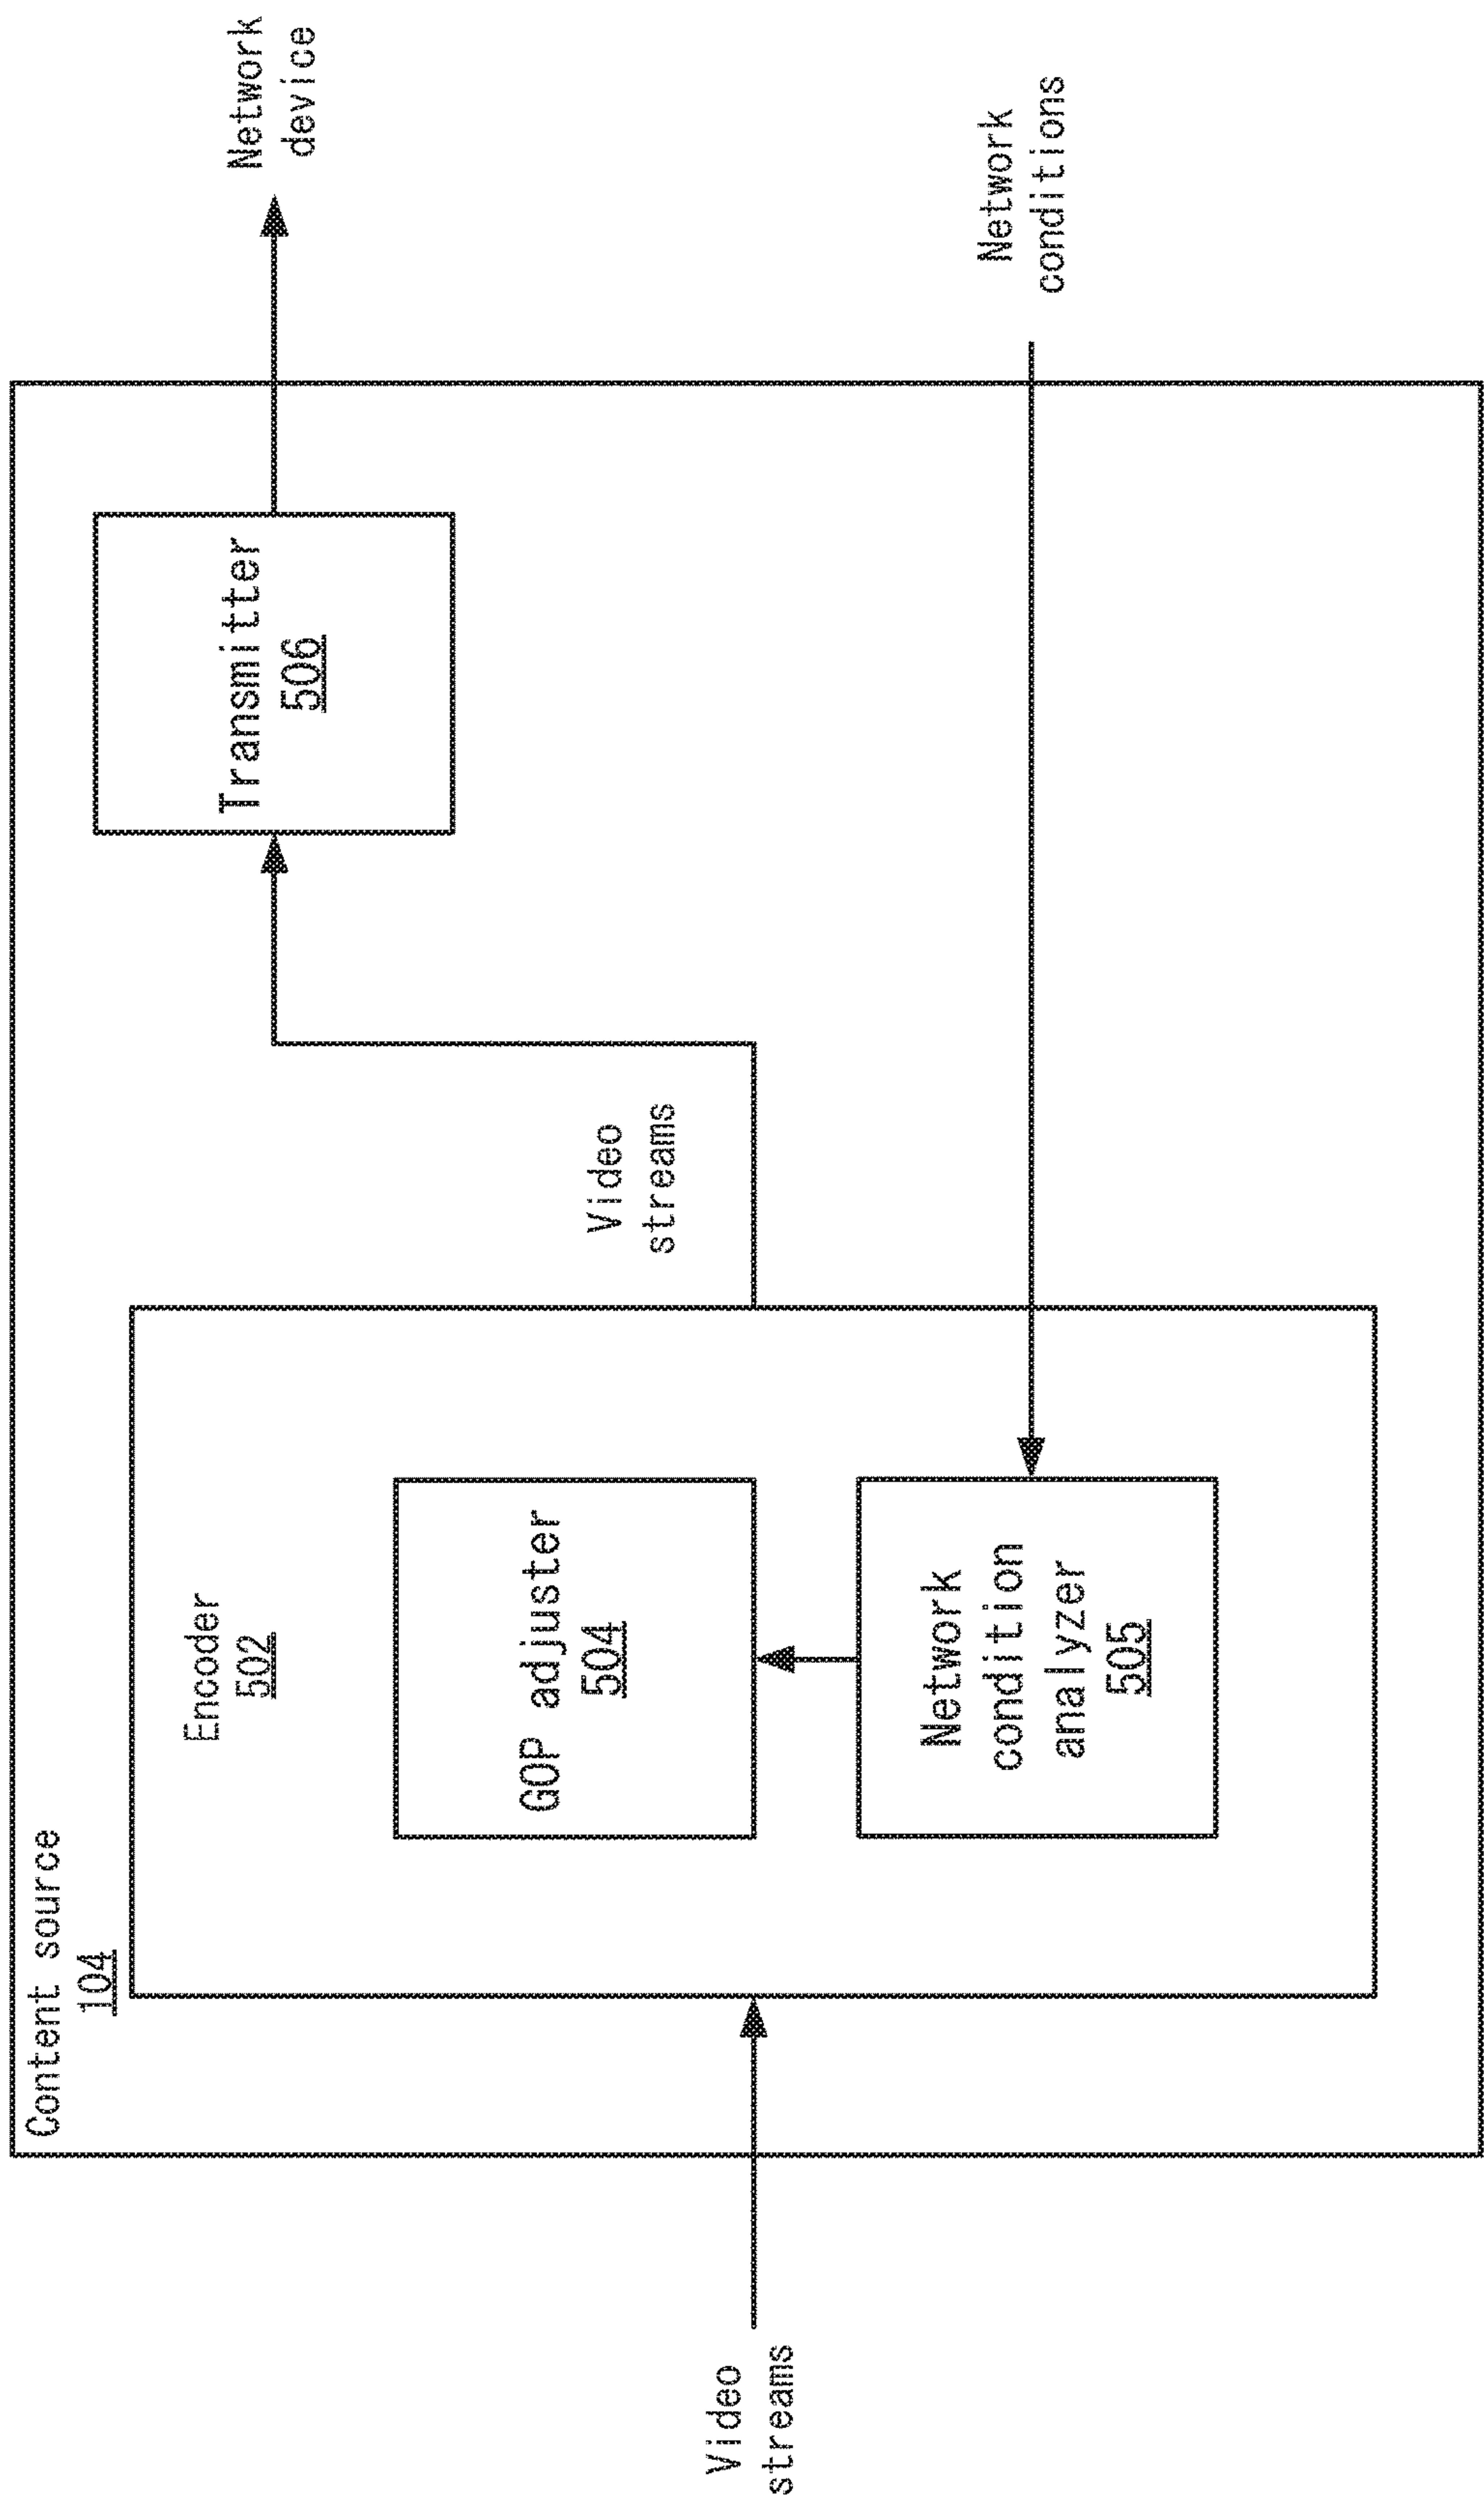 Content source
104
Encoder
502
GOP adjuster
504
Network
condition
analyzer
505
Video
streams
Video
streams
Transmitter
506
Network
device
Network
conditions